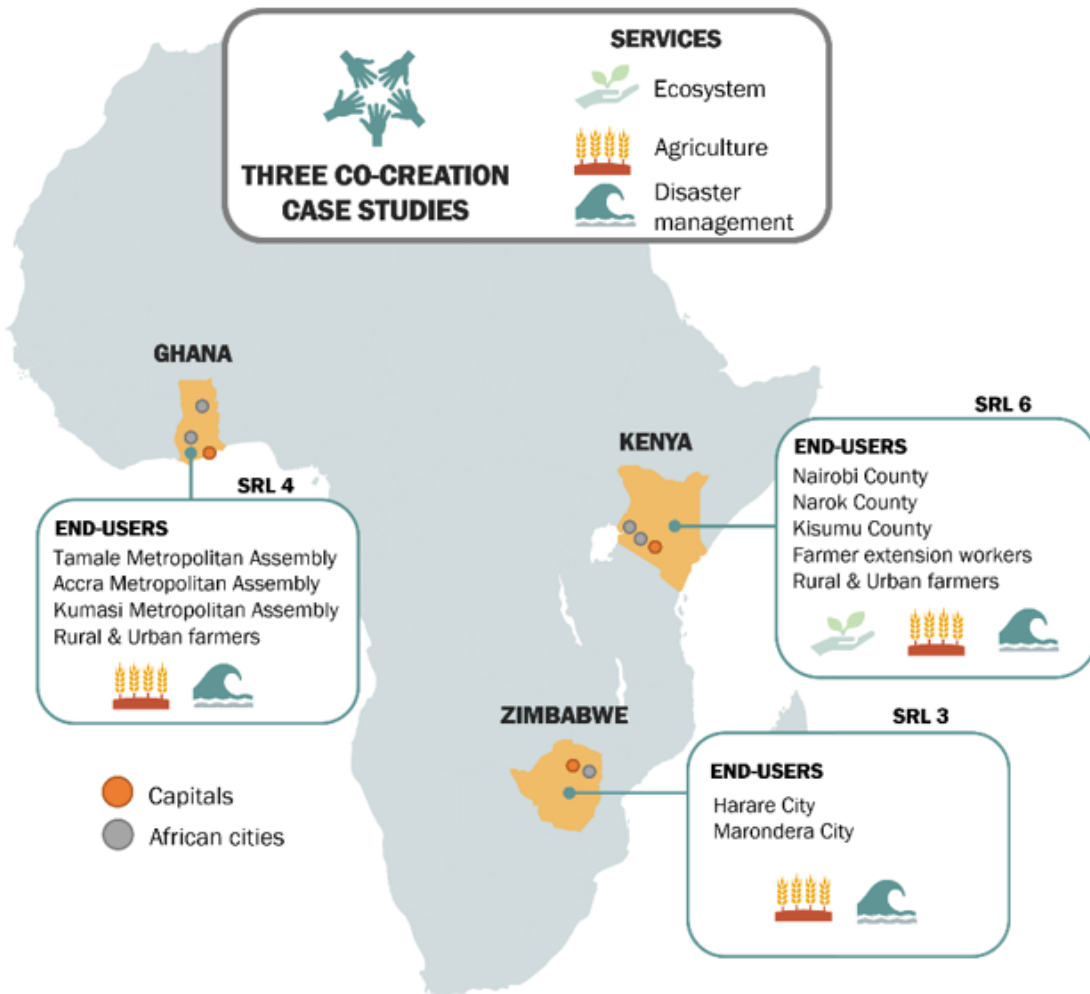 THREE CO-CREATION
CASE STUDIES
SERVICES
Ecosystem
Agriculture
Disaster
management
GHANA
SRL 4
END-USERS
Tamale Metropolitan Assembly
Accra Metropolitan Assembly
Kumasi Metropolitan Assembly
Rural & Urban farmers
KENYA
SRL 6
END-USERS
Nairobi County
Narok County
Kisumu County
Farmer extension workers
Rural & Urban farmers
ZIMBABWE
SRL 3
END-USERS
Harare City
Marondera City
Capitals
African cities